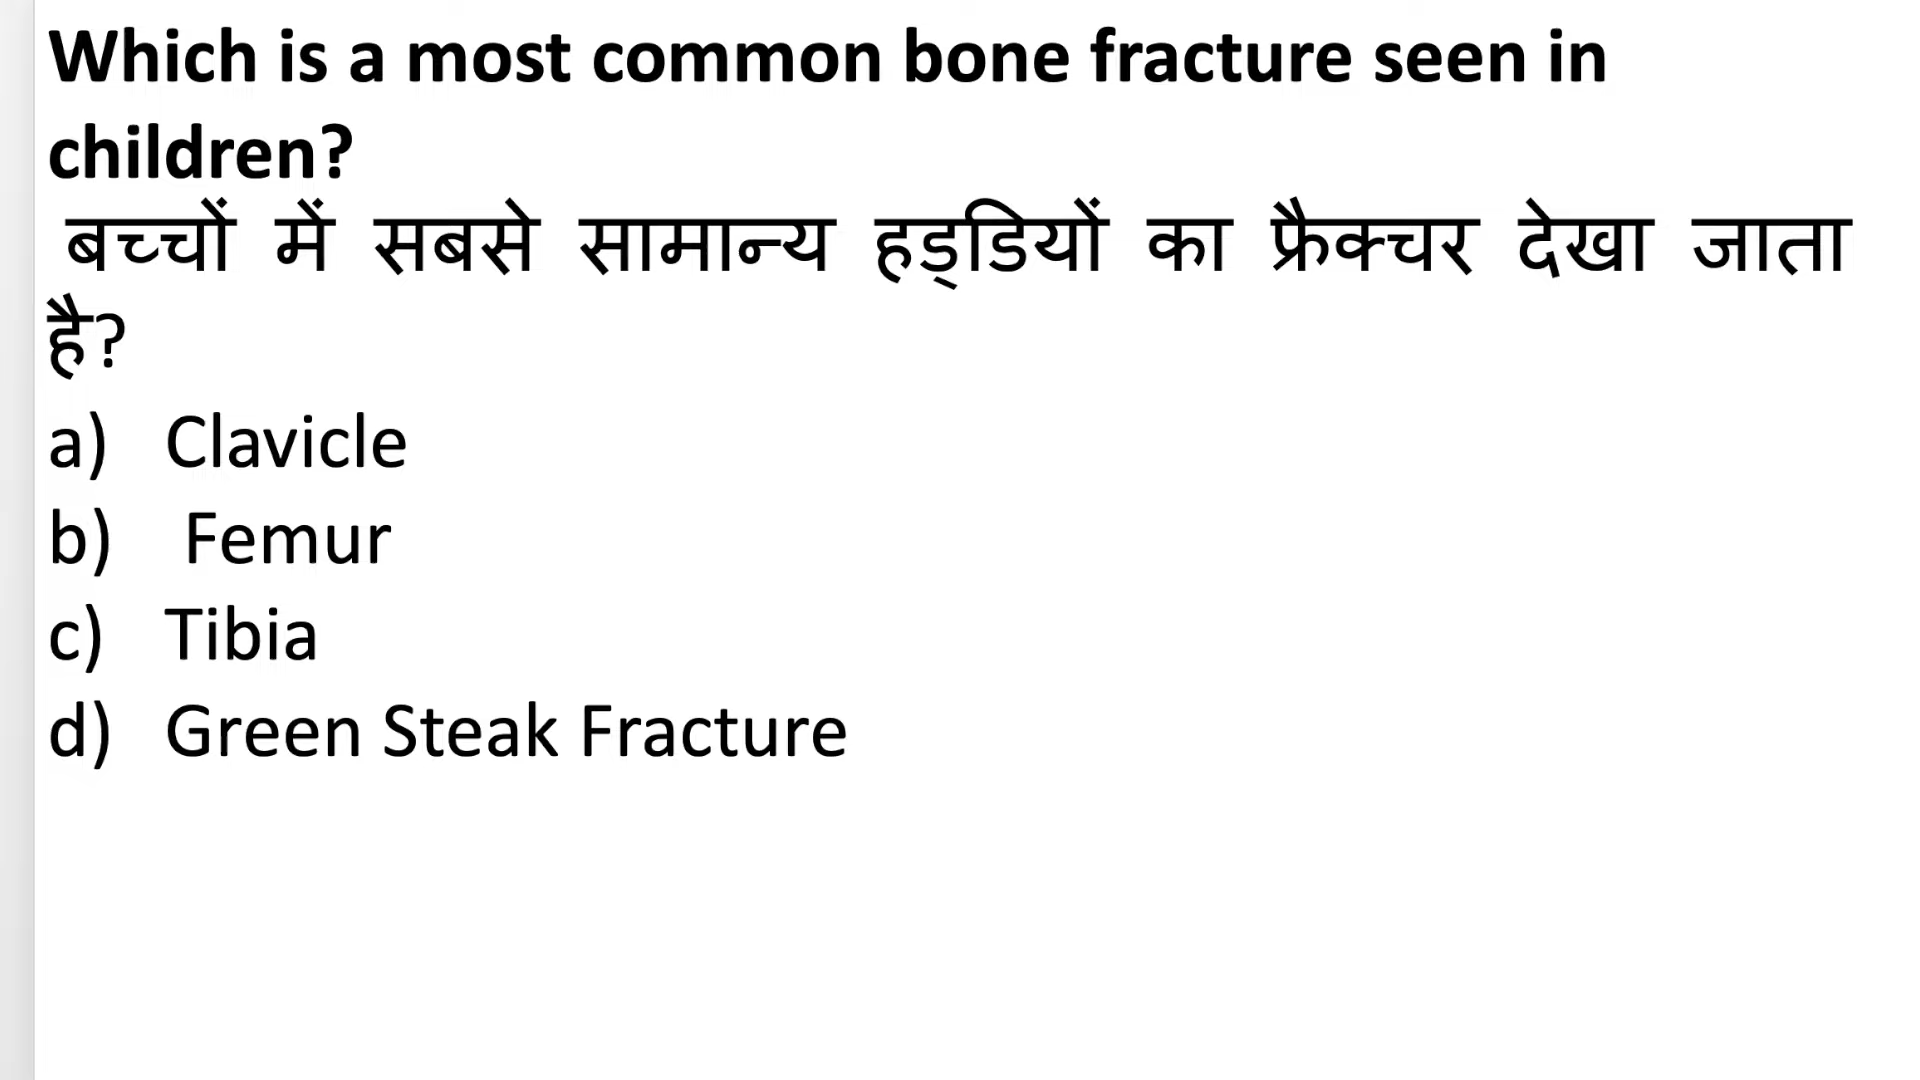 Which is a most common bone fracture seen in
children?
बच्चों में सबसे सामान्य हड्डियों का फ्रैक्चर देखा जाता
है?
a) Clavicle
b) Femur
c) Tibia
d) Green Steak Fracture